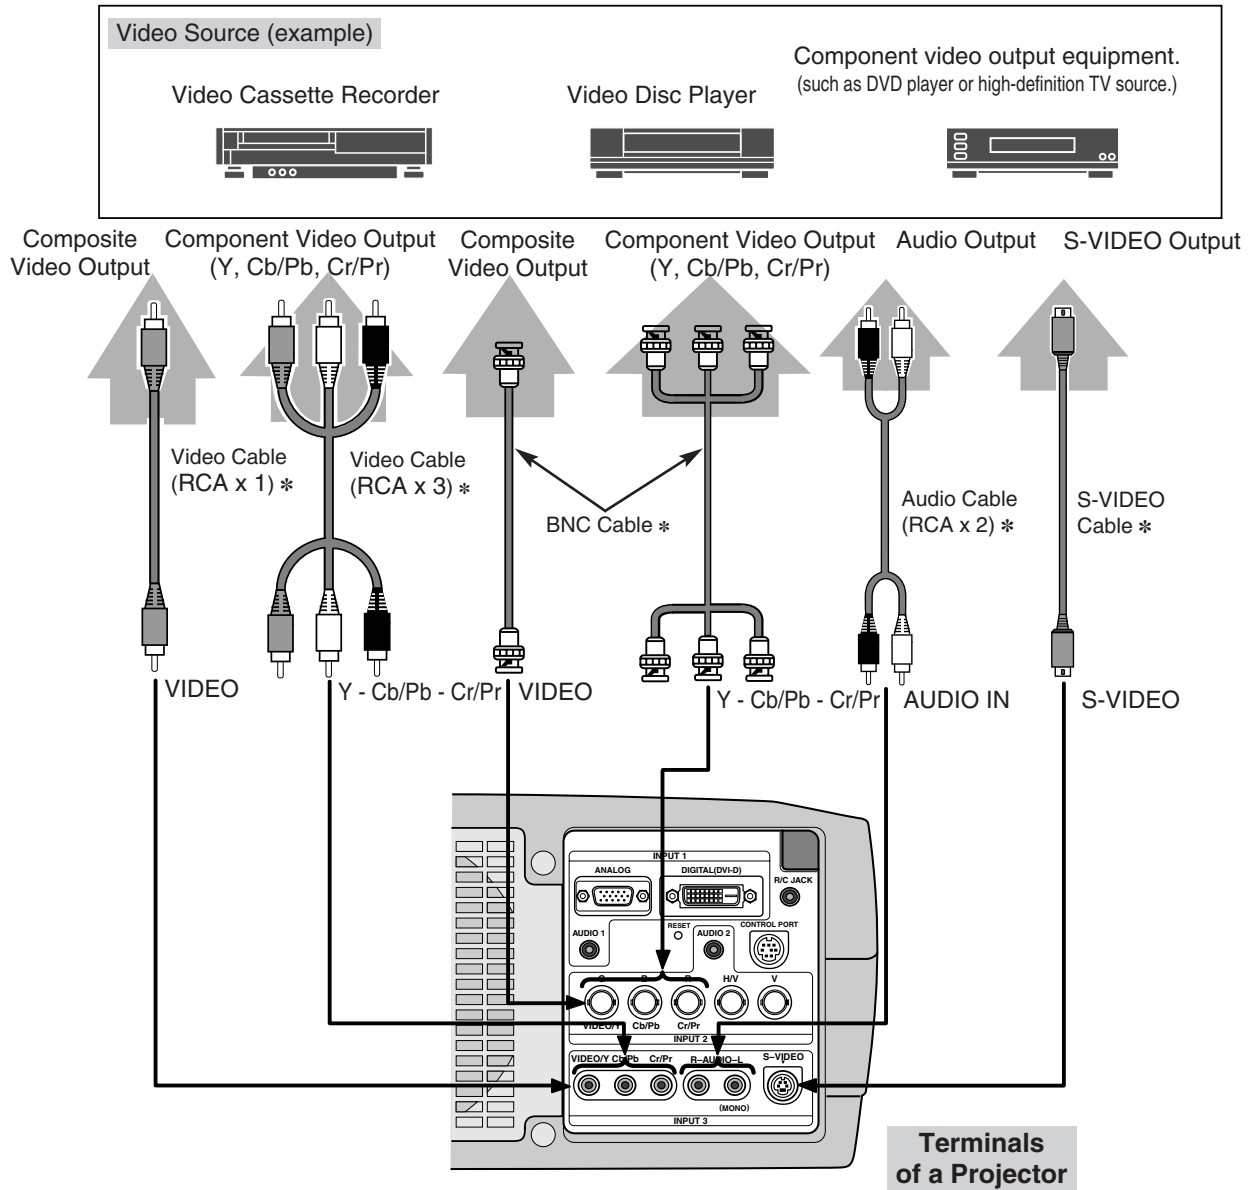 Video Source (example)
Component video output equipment.
(such as DVD player or high-definition TV source.)
Video Cassette Recorder
Video Disc Player
Composite
Video Output
Component Video Output
(Y, Cb/Pb, Cr/Pr)
Composite
Video Output
Component Video Output
(Y, Cb/Pb, Cr/Pr)
Audio Output
S-VIDEO Output
Video Cable
(RCA x 1) ✻
Video Cable
(RCA x 3) ✻
BNC Cable ✻
Audio Cable
(RCA x 2) ✻
S-VIDEO
Cable ✻
VIDEO
Y - Cb/Pb - Cr/Pr
VIDEO
Y - Cb/Pb - Cr/Pr
AUDIO IN
S-VIDEO
INPUT 1
ANALOG
DIGITAL(DVI-D)
R/C JACK
AUDIO 1
RESET
AUDIO 2
CONTROL PORT
G
B
R
H/V
V
VIDEO/Y
Cb/Pb
Cr/Pr
INPUT 2
VIDEO/Y
Cb/Pb
Cr/Pr
R–AUDIO–L
S–VIDEO
(MONO)
INPUT 3
Terminals
of a Projector